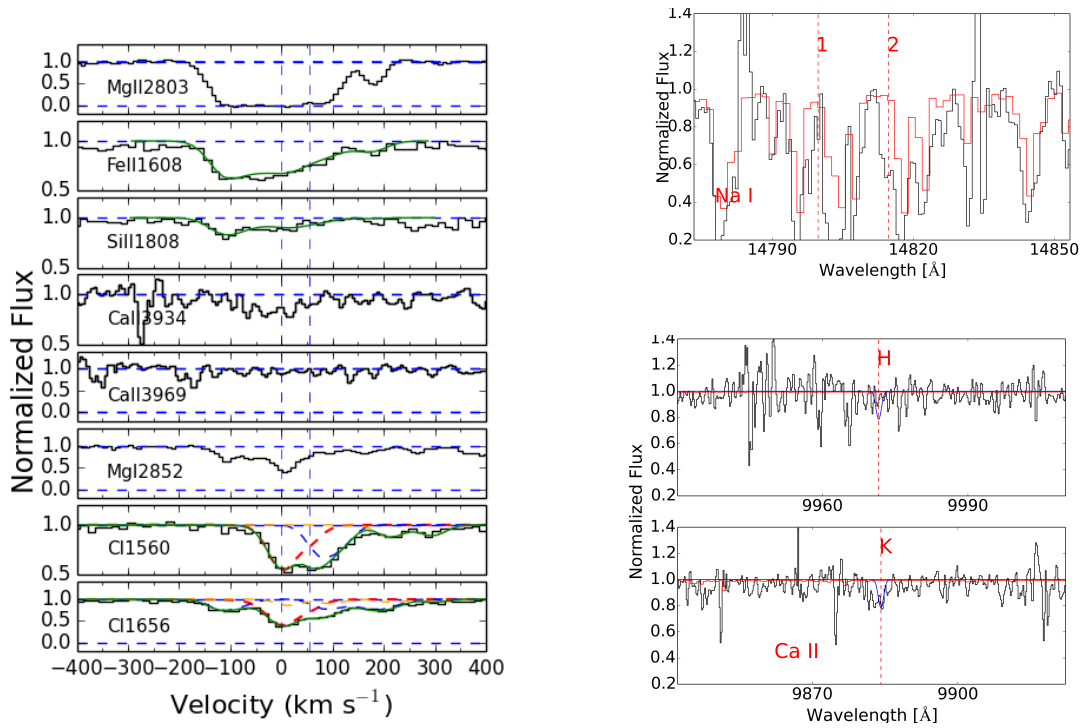 Normalized Flux
1.0
0.5
0.0
MgII2803
1.0
0.5
FeII1608
1.0
0.5
SiII1808
1.0
0.5
CaII3934
1.0
0.5
0.0
CaII3969
1.0
0.5
0.0
MgI2852
1.0
0.5
CI1560
1.0
0.5
0.0
CI1656
−400 −300 −200 −100 0 100 200 300 400
Velocity (km s−1)
Normalized Flux
1.4
1.2
1.0
0.8
0.6
0.4
0.2
1 2
Na I
14790 14820 14850
Wavelength [Å]
Normalized Flux
1.4
1.2
1.0
0.8
0.6
0.4
0.2
H
9960 9990
1.4
1.2
1.0
0.8
0.6
0.4
0.2
K
Ca II
9870 9900
Wavelength [Å]